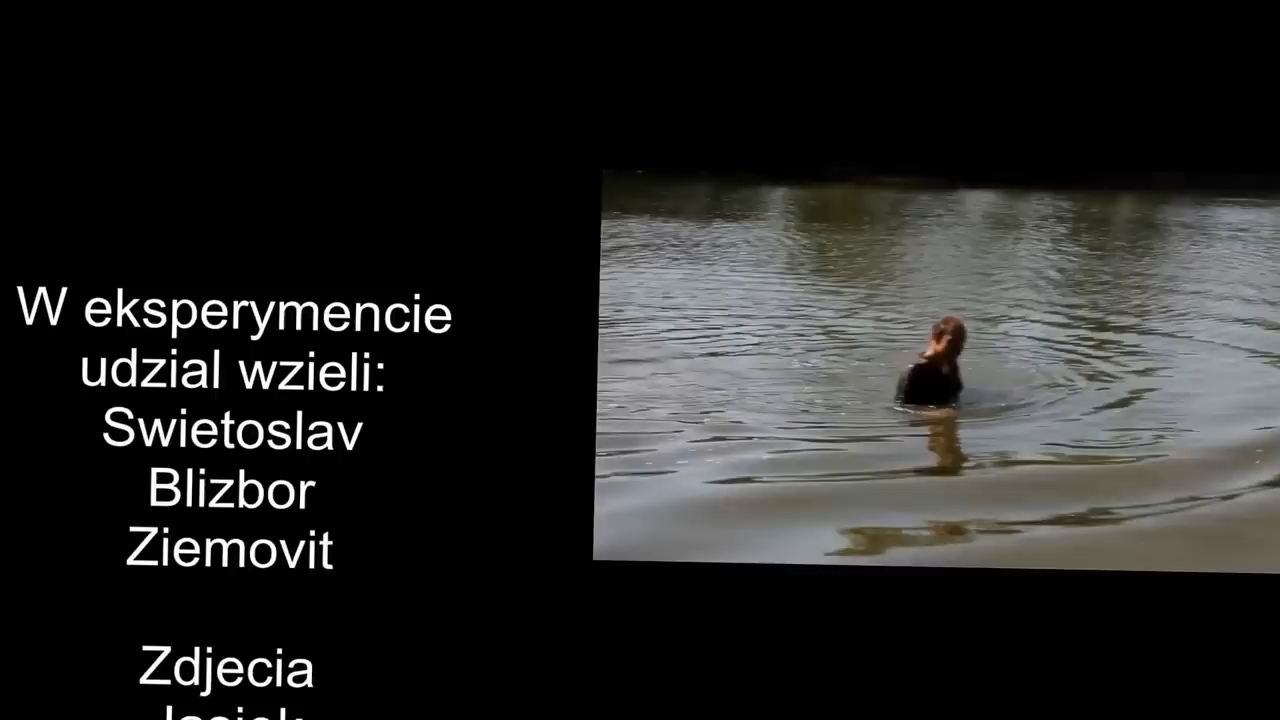 W eksperymencie
udzial wzieli:
Swietoslav
Blizbor
Ziemovit
Zdjecia